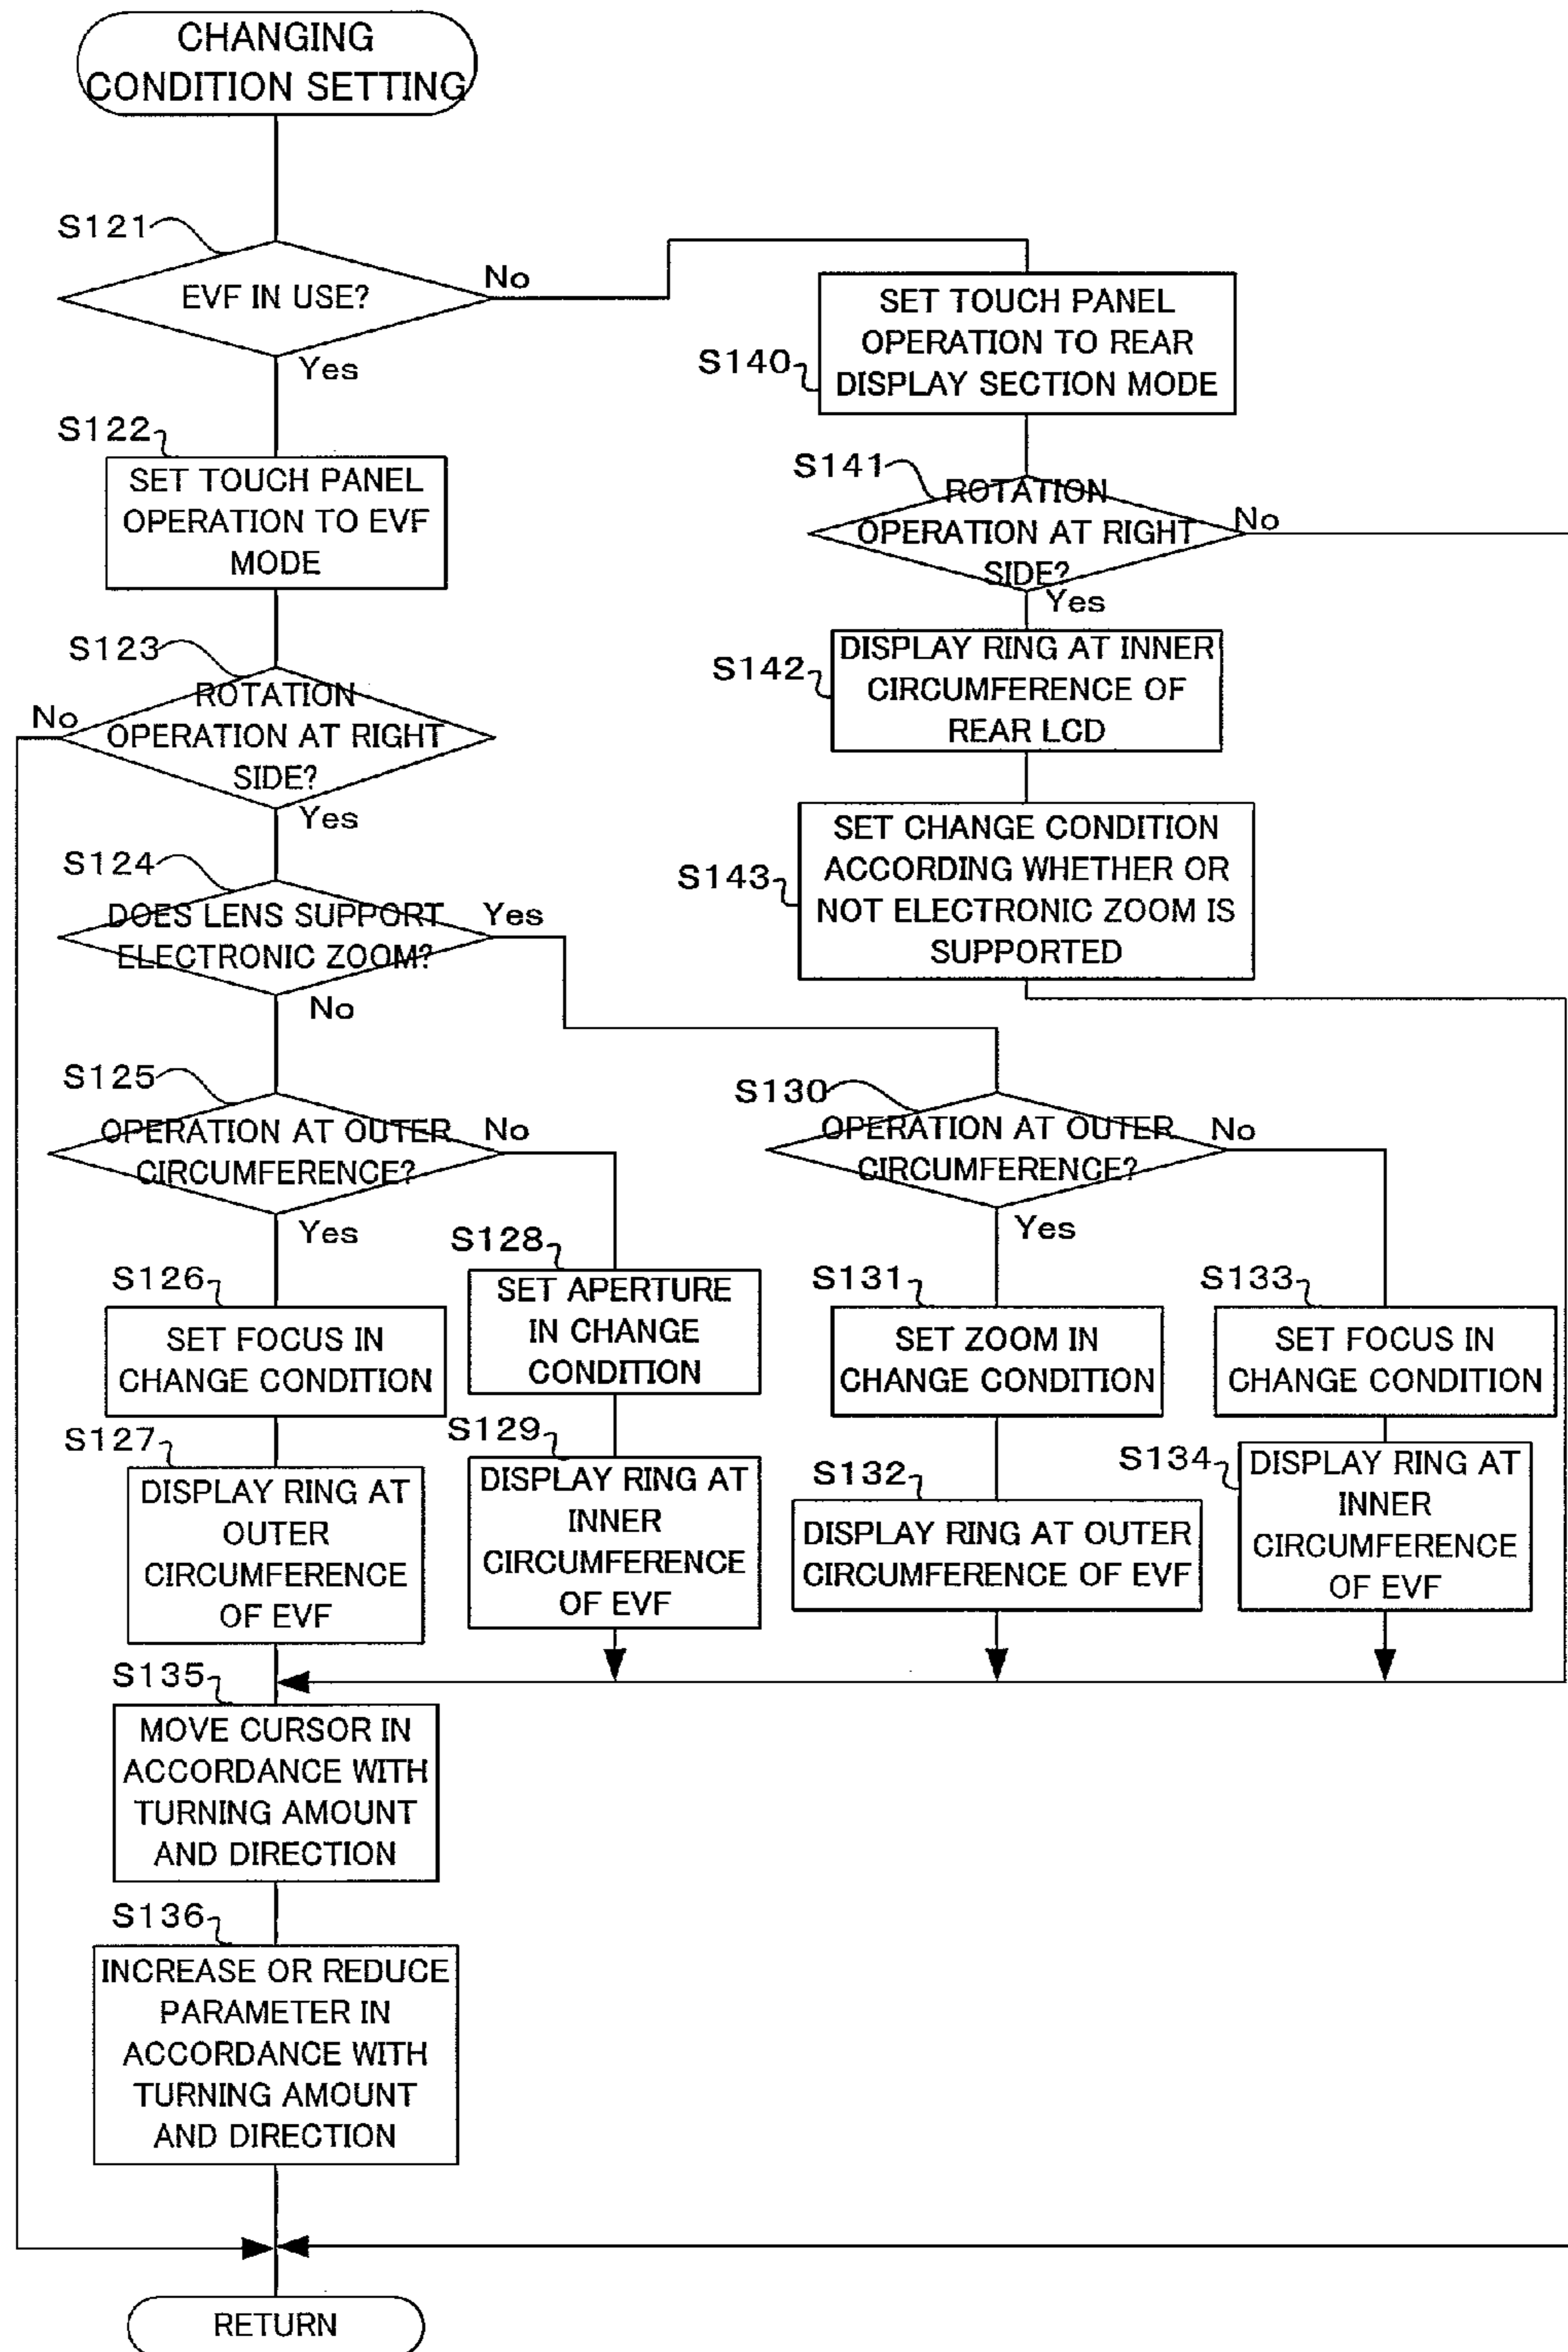 CHANGING
CONDITION SETTING
S121
EVF IN USE?
No
Yes
S122
SET TOUCH PANEL
OPERATION TO EVF
MODE
S123
ROTATION
OPERATION AT RIGHT
SIDE?
No
Yes
S124
DOES LENS SUPPORT
ELECTRONIC ZOOM?
Yes
No
S125
OPERATION AT OUTER
CIRCUMFERENCE?
No
Yes
S126
SET FOCUS IN
CHANGE CONDITION
S127
DISPLAY RING AT
OUTER
CIRCUMFERENCE
OF EVF
S128
SET APERTURE
IN CHANGE
CONDITION
S129
DISPLAY RING AT
INNER
CIRCUMFERENCE
OF EVF
S140
SET TOUCH PANEL
OPERATION TO REAR
DISPLAY SECTION MODE
S141
ROTATION
OPERATION AT RIGHT
SIDE?
No
Yes
S142
DISPLAY RING AT INNER
CIRCUMFERENCE OF
REAR LCD
S143
SET CHANGE CONDITION
ACCORDING WHETHER OR
NOT ELECTRONIC ZOOM IS
SUPPORTED
S130
OPERATION AT OUTER
CIRCUMFERENCE?
No
Yes
S131
SET ZOOM IN
CHANGE CONDITION
S132
DISPLAY RING AT OUTER
CIRCUMFERENCE OF EVF
S133
SET FOCUS IN
CHANGE CONDITION
S134
DISPLAY RING AT
INNER
CIRCUMFERENCE
OF EVF
S135
MOVE CURSOR IN
ACCORDANCE WITH
TURNING AMOUNT
AND DIRECTION
S136
INCREASE OR REDUCE
PARAMETER IN
ACCORDANCE WITH
TURNING AMOUNT
AND DIRECTION
RETURN